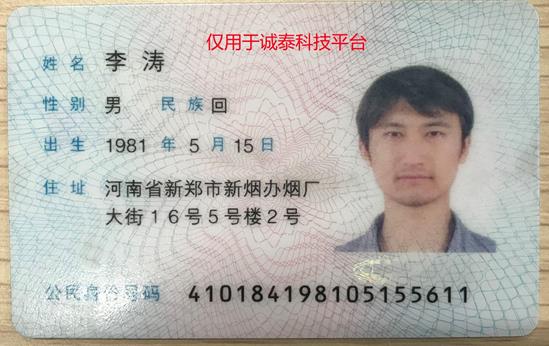 仅用于诚泰科技平台
姓名 李涛
性别 男 民族 回
出生 1981 年 5 月 15 日
住址 河南省新郑市新烟办烟厂
大街16号5号楼2号
公民身份号码 410184198105155611